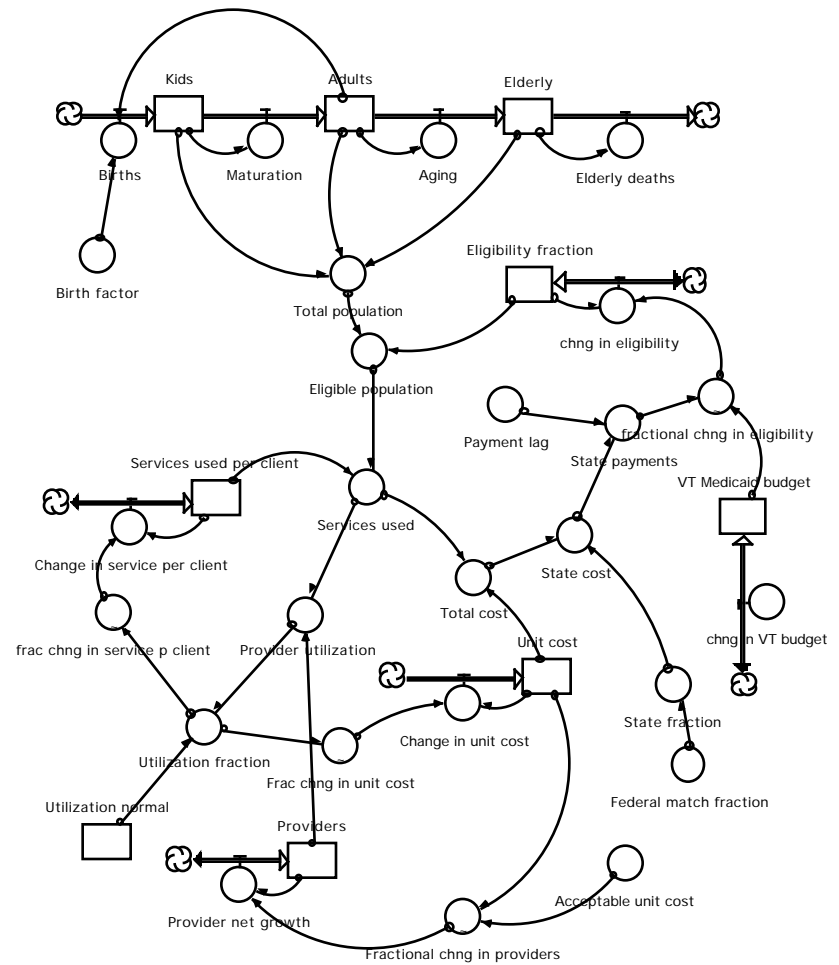 Kids
Adults
Elderly
Births
Maturation
Aging
Elderly deaths
Birth factor
Eligibility fraction
Total population
chng in eligibility
Eligible population
Payment lag
fractional chng in eligibility
State payments
Services used per client
VT Medicaid budget
Services used
Change in service per client
State cost
Total cost
chng in VT budget
frac chng in service p client
Provider utilization
Unit cost
State fraction
Change in unit cost
Utilization fraction
Frac chng in unit cost
Federal match fraction
Utilization normal
Providers
Acceptable unit cost
Provider net growth
Fractional chng in providers
~
~
~
~